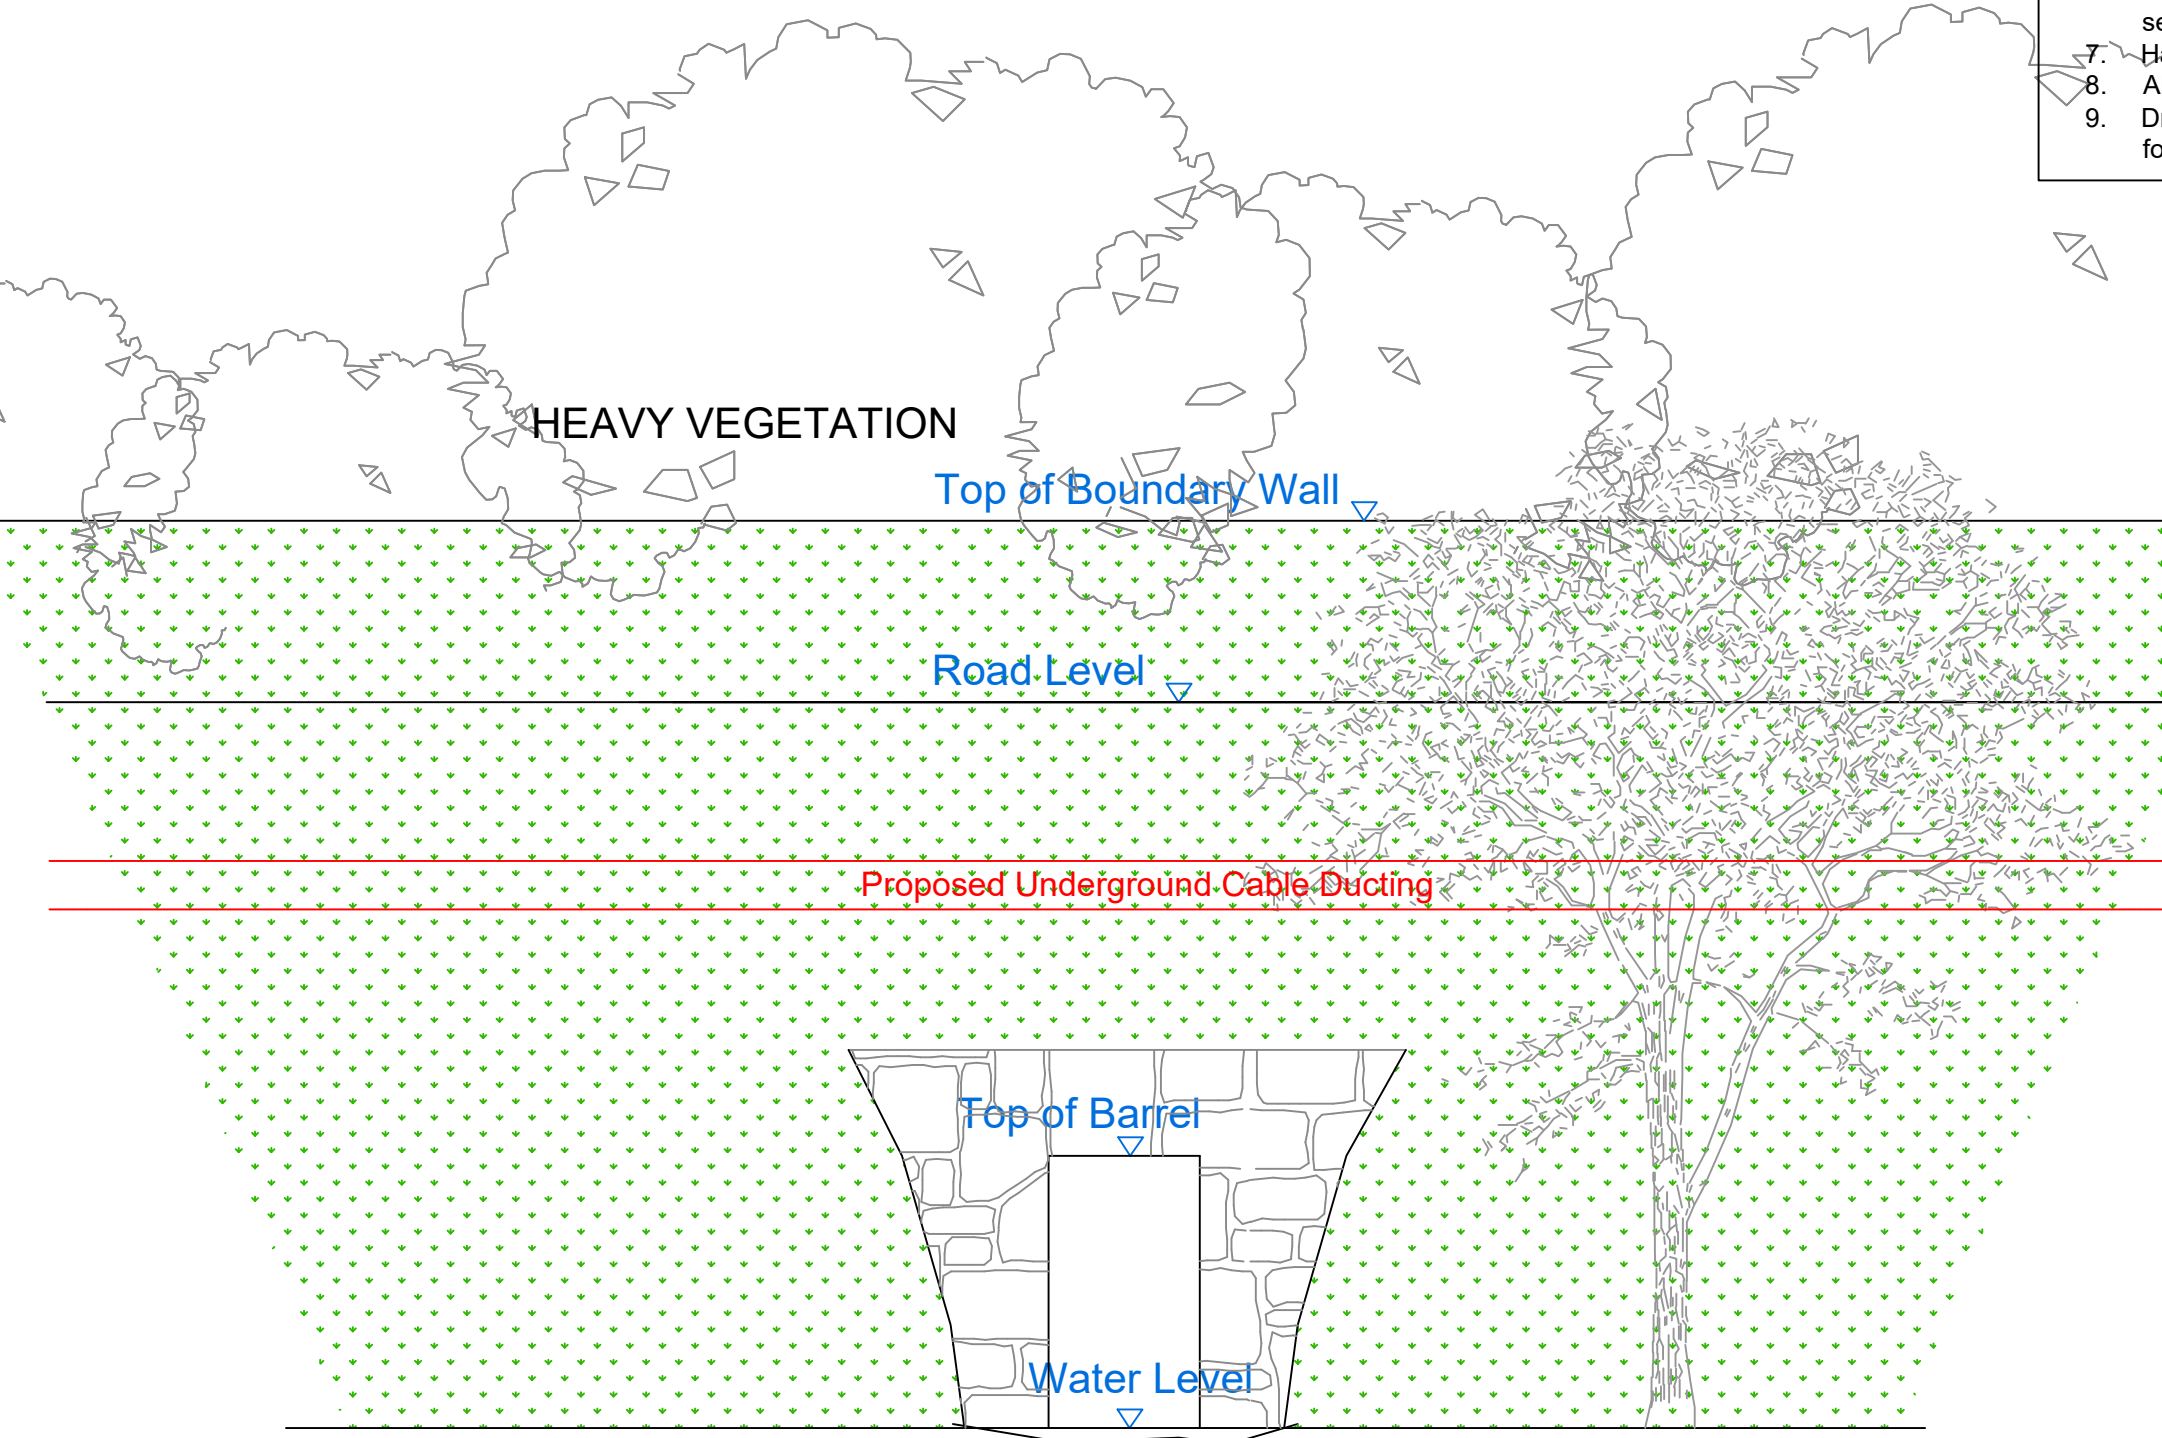 7.
8. A
9.
HEAVY VEGETATION
Top of Boundary Wall
Road Level
Proposed Underground Cable Ducting
Top of Barrel
Water Level